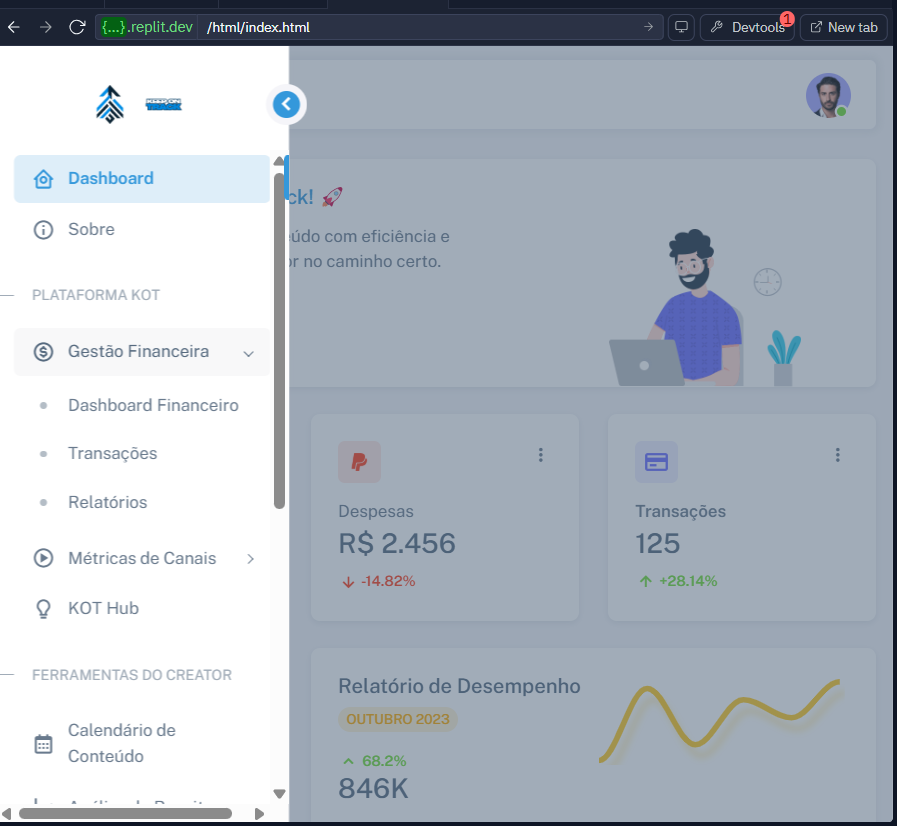 {...}.replit.dev /html/index.html
Devtools 1
New tab
Dashboard
Sobre
PLATAFORMA KOT
Gestão Financeira
Dashboard Financeiro
Transações
Relatórios
Métricas de Canais
KOT Hub
FERRAMENTAS DO CREATOR
Calendário de
Conteúdo
ck! 🚀
údo com eficiência e
or no caminho certo.
Despesas
R$ 2.456
-14.82%
Transações
125
+28.14%
Relatório de Desempenho
OUTUBRO 2023
68.2%
846K